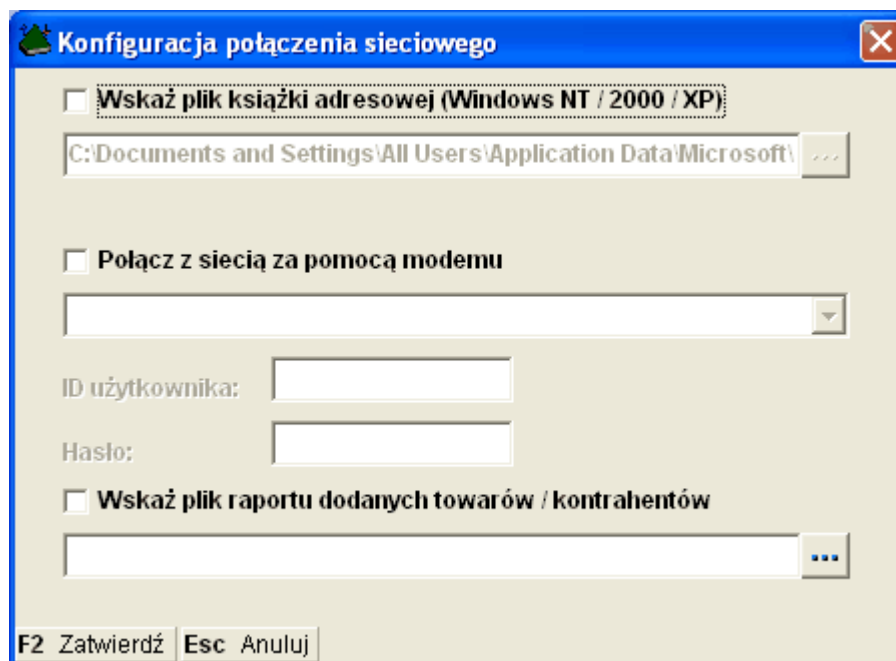 Konfiguracja połączenia sieciowego
Wskaż plik książki adresowej (Windows NT / 2000 / XP)
C:\Documents and Settings\All Users\Application Data\Microsoft\
...
Połącz z siecią za pomocą modemu
ID użytkownika:
Hasło:
Wskaż plik raportu dodanych towarów / kontrahentów
...
F2 Zatwierdź Esc Anuluj